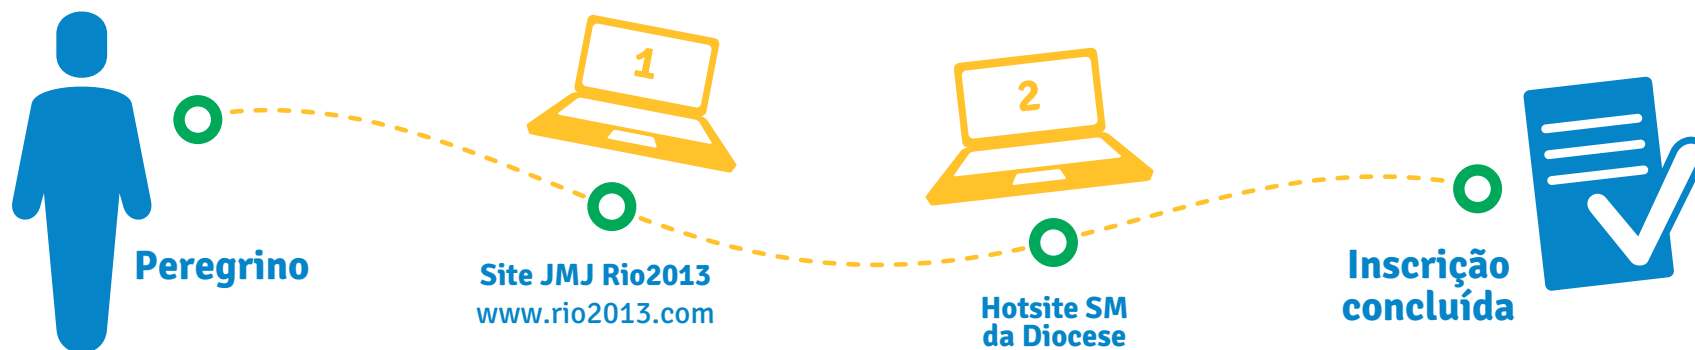 1
2
Peregrino
Site JMJ Rio2013
www.rio2013.com
Hotsite SM
da Diocese
Inscrição
concluída